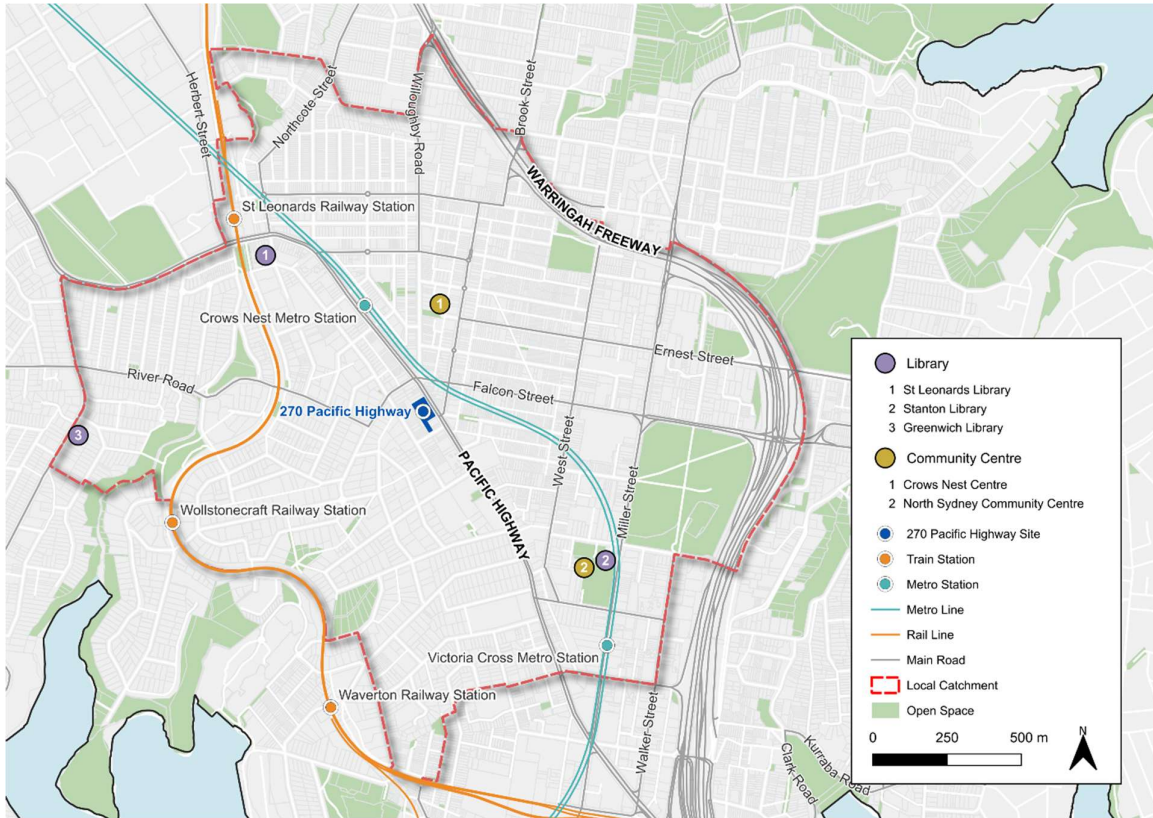 Herbert-Street
Northcote-Street
Willoughby-Road
Brook-Street
WARRINGAH FREEWAY
St Leonards Railway Station
1
1
Crows Nest Metro Station
Ernest-Street
River-Road
Falcon-Street
270 Pacific Highway
3
West-Street
Miller-Street
PACIFIC HIGHWAY
Wollstonecraft Railway Station
2
2
Victoria Cross Metro Station
Waverton Railway Station
Walker-Street
Clark-Road
Kurraba-Road
Library
1 St Leonards Library
2 Stanton Library
3 Greenwich Library
Community Centre
1 Crows Nest Centre
2 North Sydney Community Centre
270 Pacific Highway Site
Train Station
Metro Station
Metro Line
Rail Line
Main Road
Local Catchment
Open Space
0 250 500 m
N